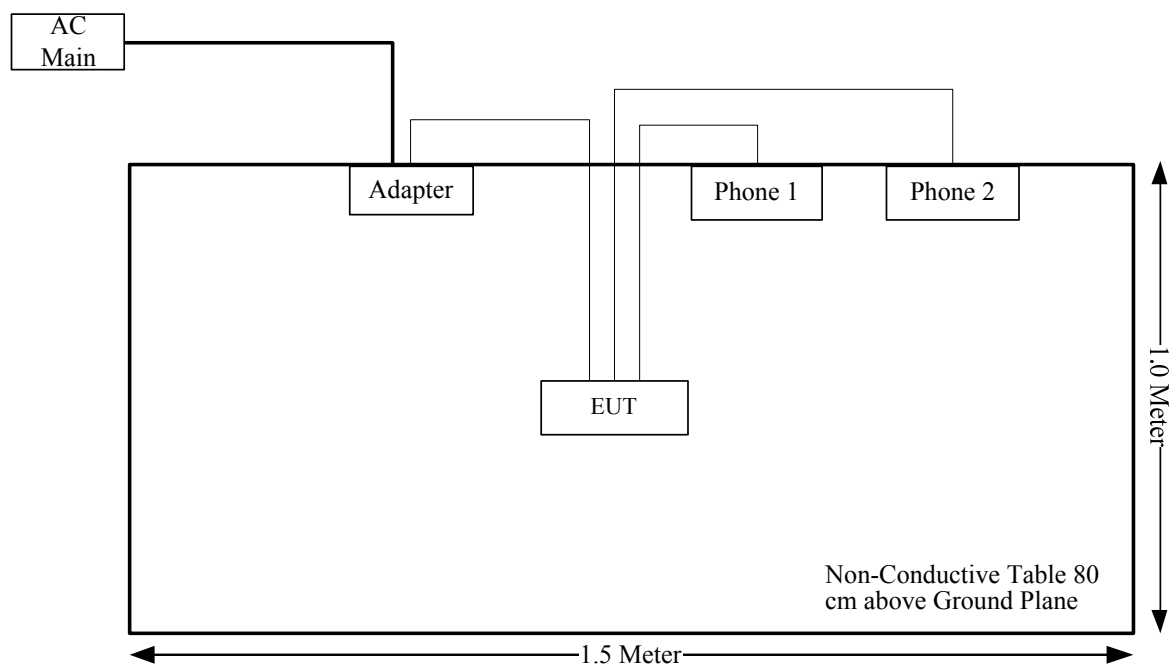 AC
Main
Adapter
Phone 1
Phone 2
EUT
1.0 Meter
Non-Conductive Table 80
cm above Ground Plane
1.5 Meter